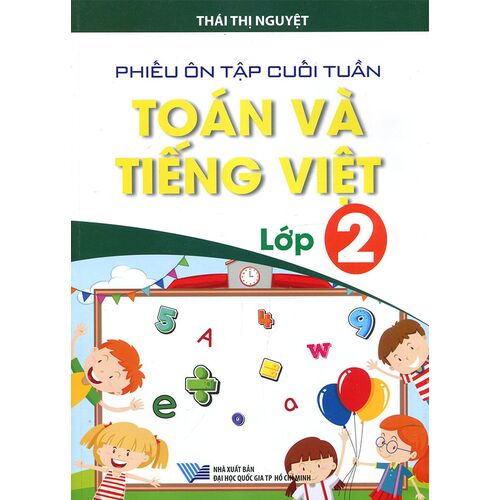 THÁI THỊ NGUYỆT
PHIẾU ÔN TẬP CUỐI TUẦN
TOÁN VÀ
TIẾNG VIỆT
Lớp 2
5
A
4
w
9
e
a
8
NHÀ XUẤT BẢN
ĐẠI HỌC QUỐC GIA TP HỒ CHÍ MINH